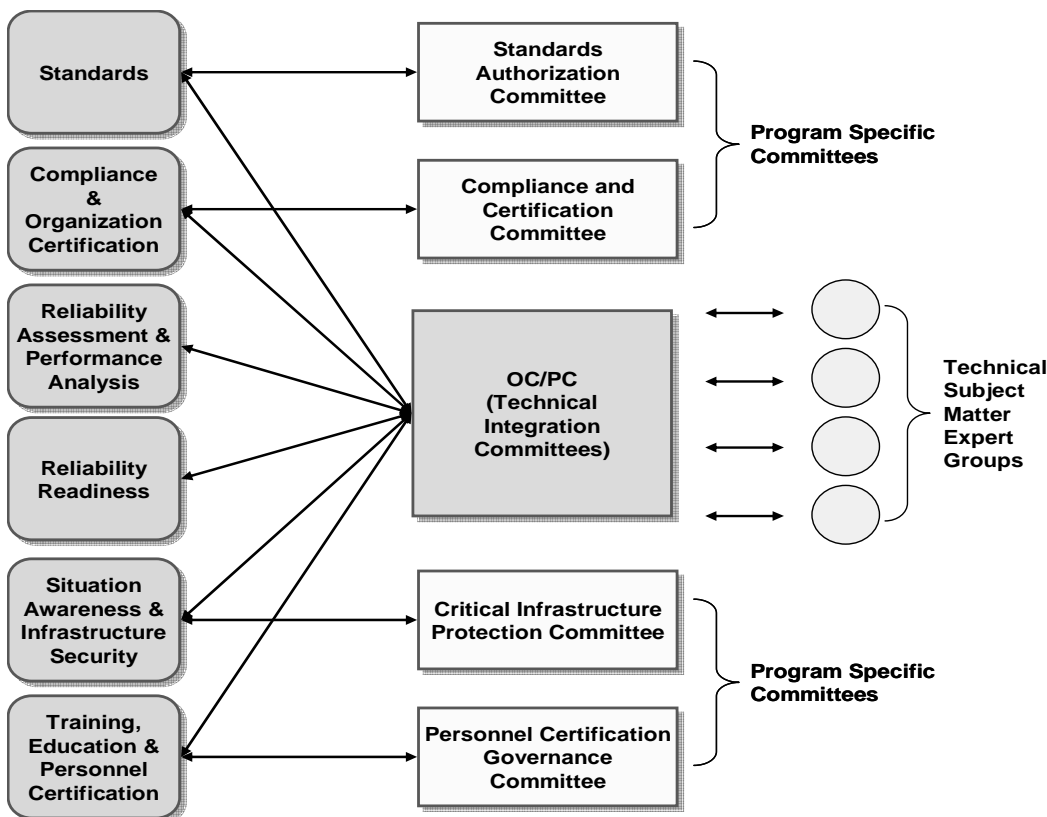 Standards
Standards
Authorization
Committee
Program Specific
Committees
Compliance
&
Organization
Certification
Compliance and
Certification
Committee
Reliability
Assessment &
Performance
Analysis
OC/PC
(Technical
Integration
Committees)
Technical
Subject
Matter
Expert
Groups
Reliability
Readiness
Situation
Awareness &
Infrastructure
Security
Critical Infrastructure
Protection Committee
Program Specific
Committees
Training,
Education &
Personnel
Certification
Personnel Certification
Governance
Committee